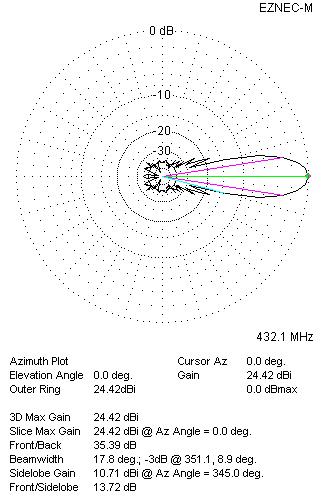 EZNEC-M
0 dB
-10
-20
-30
432.1 MHz
Azimuth Plot Cursor Az 0.0 deg.
Elevation Angle 0.0 deg. Gain 24.42 dBi
Outer Ring 24.42dBi 0.0 dBmax
3D Max Gain 24.42 dBi
Slice Max Gain 24.42 dBi @ Az Angle = 0.0 deg.
Front/Back 35.39 dB
Beamwidth 17.8 deg.; -3dB @ 351.1, 8.9 deg.
Sidelobe Gain 10.71 dBi @ Az Angle = 345.0 deg.
Front/Sidelobe 13.72 dB